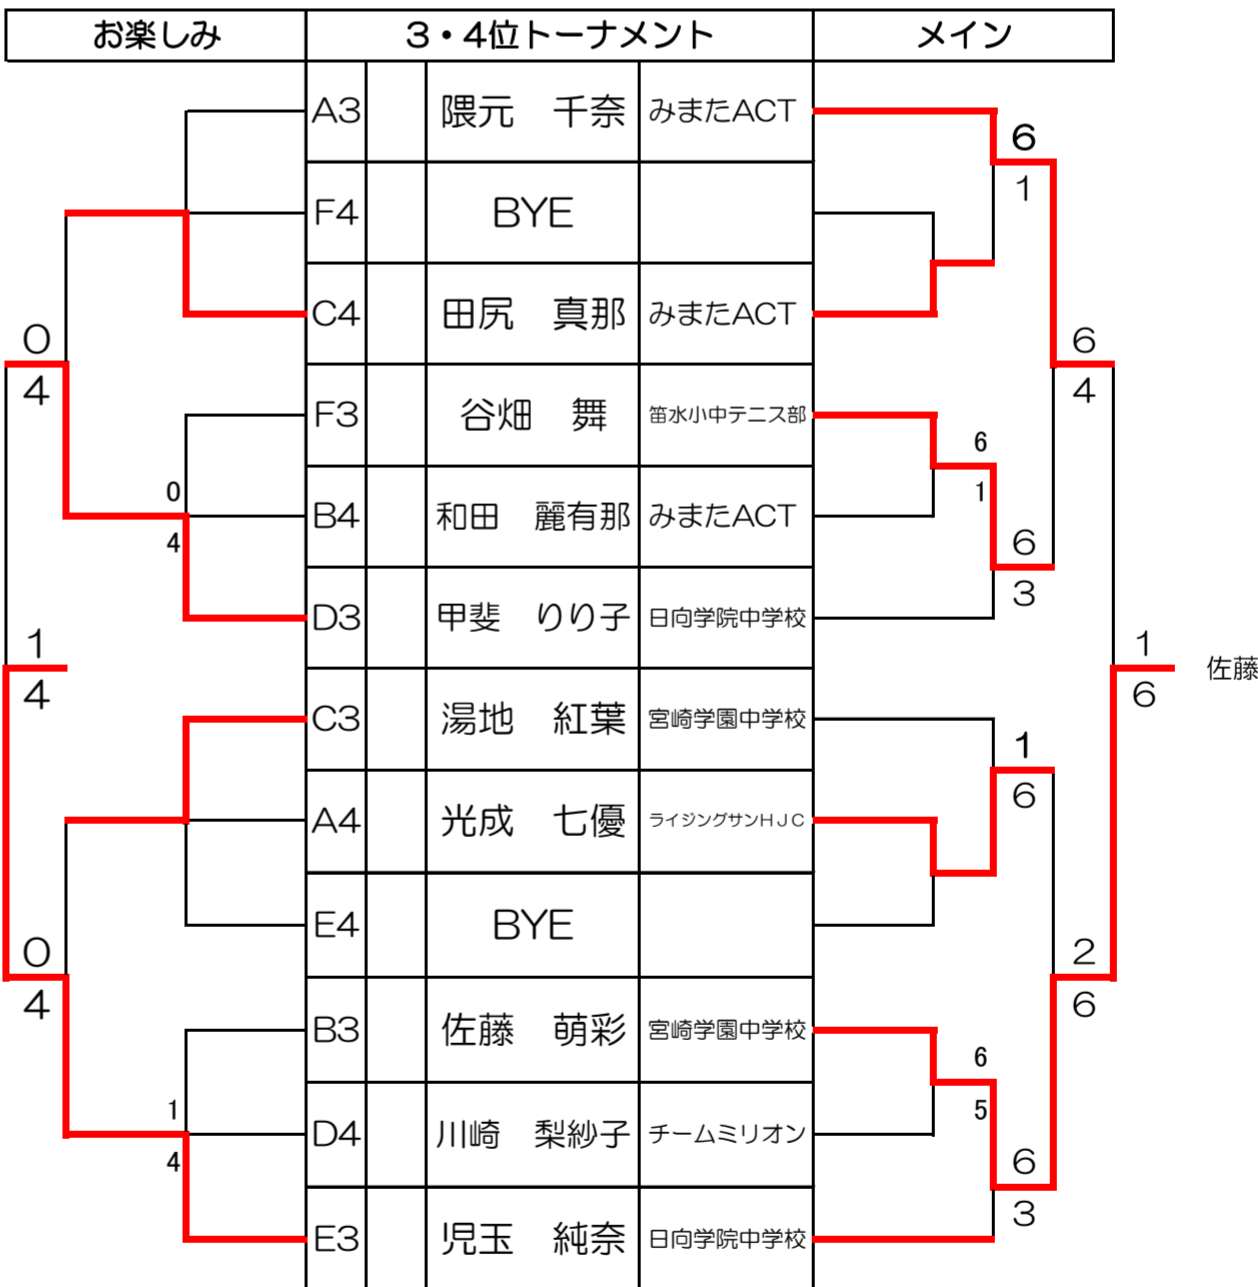 お楽しみ 3・4位トーナメント メイン
A3 隈元 千奈 みまたACT
6
1
F4 BYE
C4 田尻 真那 みまたACT
0
4
6
4
F3 谷畑 舞 笛水小中テニス部
6
1
0
4
B4 和田 麗有那 みまたACT
6
3
D3 甲斐 りり子 日向学院中学校
1
4
1
6
佐藤
C3 湯地 紅葉 宮崎学園中学校
1
6
A4 光成 七優 ライジングサンHJC
E4 BYE
0
4
2
6
B3 佐藤 萌彩 宮崎学園中学校
6
5
1
4
D4 川崎 梨紗子 チームミリオン
6
3
E3 児玉 純奈 日向学院中学校